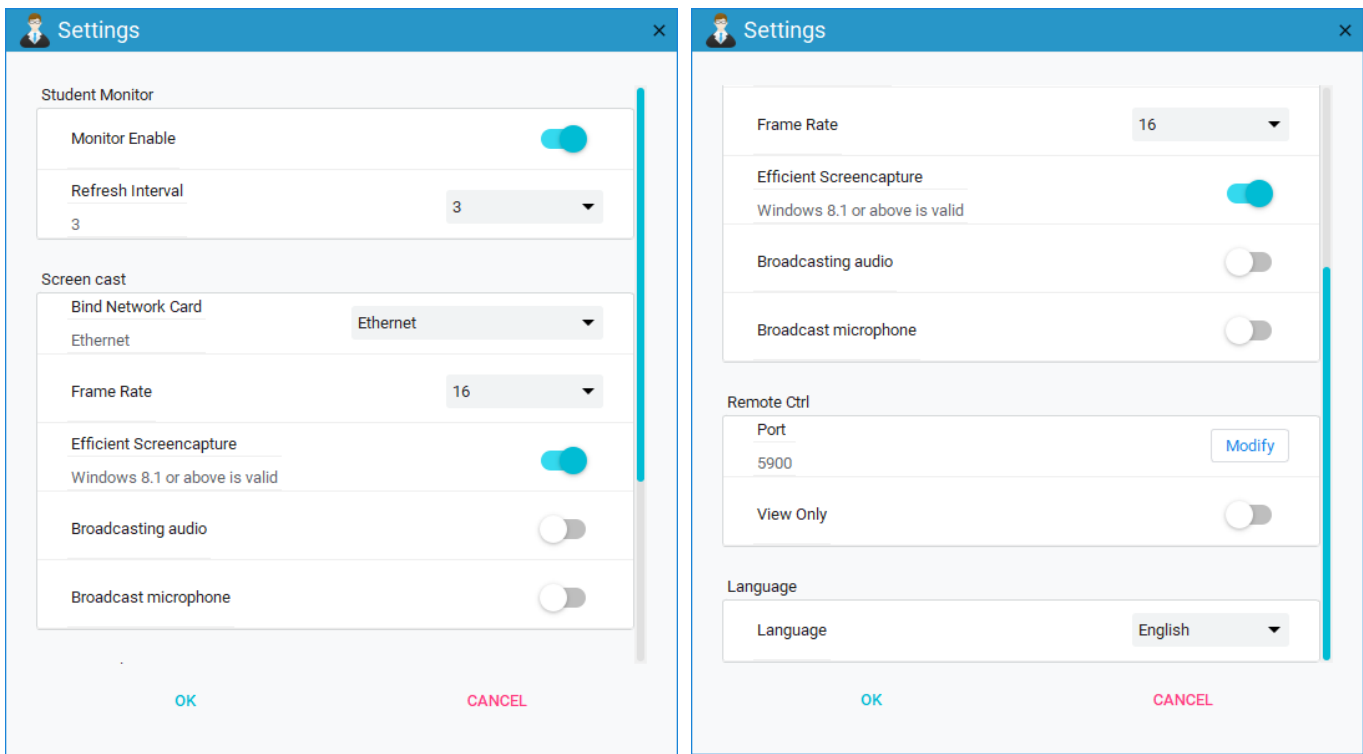 Settings
Student Monitor
Monitor Enable
Refresh Interval
3
3
Screen cast
Bind Network Card
Ethernet
Ethernet
Frame Rate
16
Efficient Screencapture
Windows 8.1 or above is valid
Broadcasting audio
Broadcast microphone
OK
CANCEL
Settings
Frame Rate
16
Efficient Screencapture
Windows 8.1 or above is valid
Broadcasting audio
Broadcast microphone
Remote Ctrl
Port
5900
Modify
View Only
Language
Language
English
OK
CANCEL